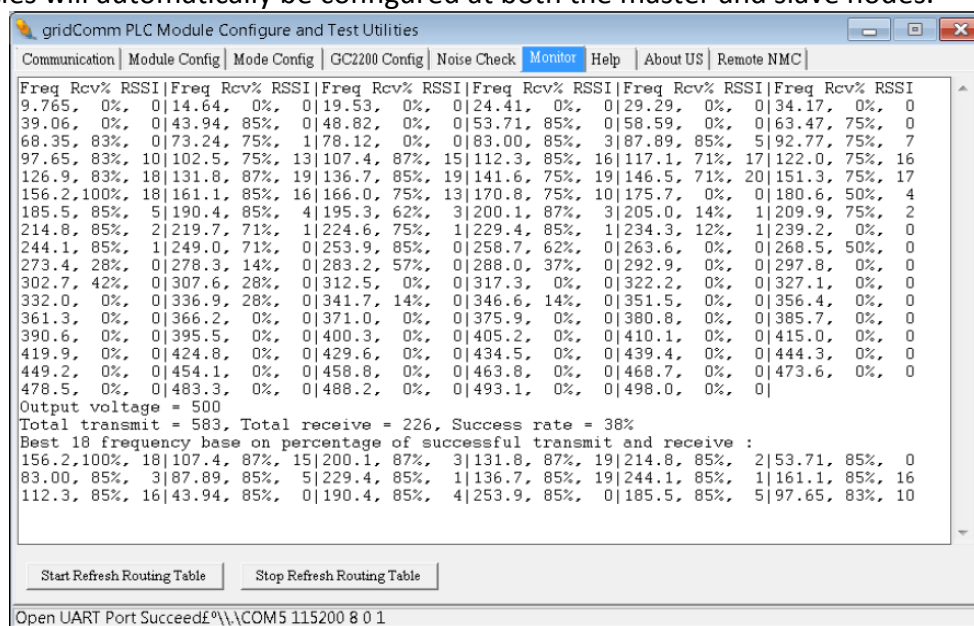 les will automatically be configured at both the master and slave nodes.
gridComm PLC Module Configure and Test Utilities
Communication | Module Config | Mode Config | GC2200 Config | Noise Check | Monitor | Help | About US | Remote NMC
Freq Rcv% RSSI|Freq Rcv% RSSI|Freq Rcv% RSSI|Freq Rcv% RSSI|Freq Rcv% RSSI|Freq Rcv% RSSI
9.765,  0%,  0|14.64,  0%,  0|19.53,  0%,  0|24.41,  0%,  0|29.29,  0%,  0|34.17,  0%,  0
39.06,  0%,  0|43.94, 85%,  0|48.82,  0%,  0|53.71, 85%,  0|58.59,  0%,  0|63.47, 75%,  0
68.35, 83%,  0|73.24, 75%,  1|78.12,  0%,  0|83.00, 85%,  3|87.89, 85%,  5|92.77, 75%,  7
97.65, 83%, 10|102.5, 75%, 13|107.4, 87%, 15|112.3, 85%, 16|117.1, 71%, 17|122.0, 75%, 16
126.9, 83%, 18|131.8, 87%, 19|136.7, 85%, 19|141.6, 75%, 19|146.5, 71%, 20|151.3, 75%, 17
156.2,100%, 18|161.1, 85%, 16|166.0, 75%, 13|170.8, 75%, 10|175.7,  0%,  0|180.6, 50%,  4
185.5, 85%,  5|190.4, 85%,  4|195.3, 62%,  3|200.1, 87%,  3|205.0, 14%,  1|209.9, 75%,  2
214.8, 85%,  2|219.7, 71%,  1|224.6, 75%,  1|229.4, 85%,  1|234.3, 12%,  1|239.2,  0%,  0
244.1, 85%,  1|249.0, 71%,  0|253.9, 85%,  0|258.7, 62%,  0|263.6,  0%,  0|268.5, 50%,  0
273.4, 28%,  0|278.3, 14%,  0|283.2, 57%,  0|288.0, 37%,  0|292.9,  0%,  0|297.8,  0%,  0
302.7, 42%,  0|307.6, 28%,  0|312.5,  0%,  0|317.3,  0%,  0|322.2,  0%,  0|327.1,  0%,  0
332.0,  0%,  0|336.9, 28%,  0|341.7, 14%,  0|346.6, 14%,  0|351.5,  0%,  0|356.4,  0%,  0
361.3,  0%,  0|366.2,  0%,  0|371.0,  0%,  0|375.9,  0%,  0|380.8,  0%,  0|385.7,  0%,  0
390.6,  0%,  0|395.5,  0%,  0|400.3,  0%,  0|405.2,  0%,  0|410.1,  0%,  0|415.0,  0%,  0
419.9,  0%,  0|424.8,  0%,  0|429.6,  0%,  0|434.5,  0%,  0|439.4,  0%,  0|444.3,  0%,  0
449.2,  0%,  0|454.1,  0%,  0|458.8,  0%,  0|463.8,  0%,  0|468.7,  0%,  0|473.6,  0%,  0
478.5,  0%,  0|483.3,  0%,  0|488.2,  0%,  0|493.1,  0%,  0|498.0,  0%,  0|
Output voltage = 500
Total transmit = 583, Total receive = 226, Success rate = 38%
Best 18 frequency base on percentage of successful transmit and receive :
156.2,100%, 18|107.4, 87%, 15|200.1, 87%,  3|131.8, 87%, 19|214.8, 85%,  2|53.71, 85%,  0
83.00, 85%,  3|87.89, 85%,  5|229.4, 85%,  1|136.7, 85%, 19|244.1, 85%,  1|161.1, 85%, 16
112.3, 85%, 16|43.94, 85%,  0|190.4, 85%,  4|253.9, 85%,  0|185.5, 85%,  5|97.65, 83%, 10
Start Refresh Routing Table
Stop Refresh Routing Table
Open UART Port Succeed£º\\.\COM5 115200 8 0 1